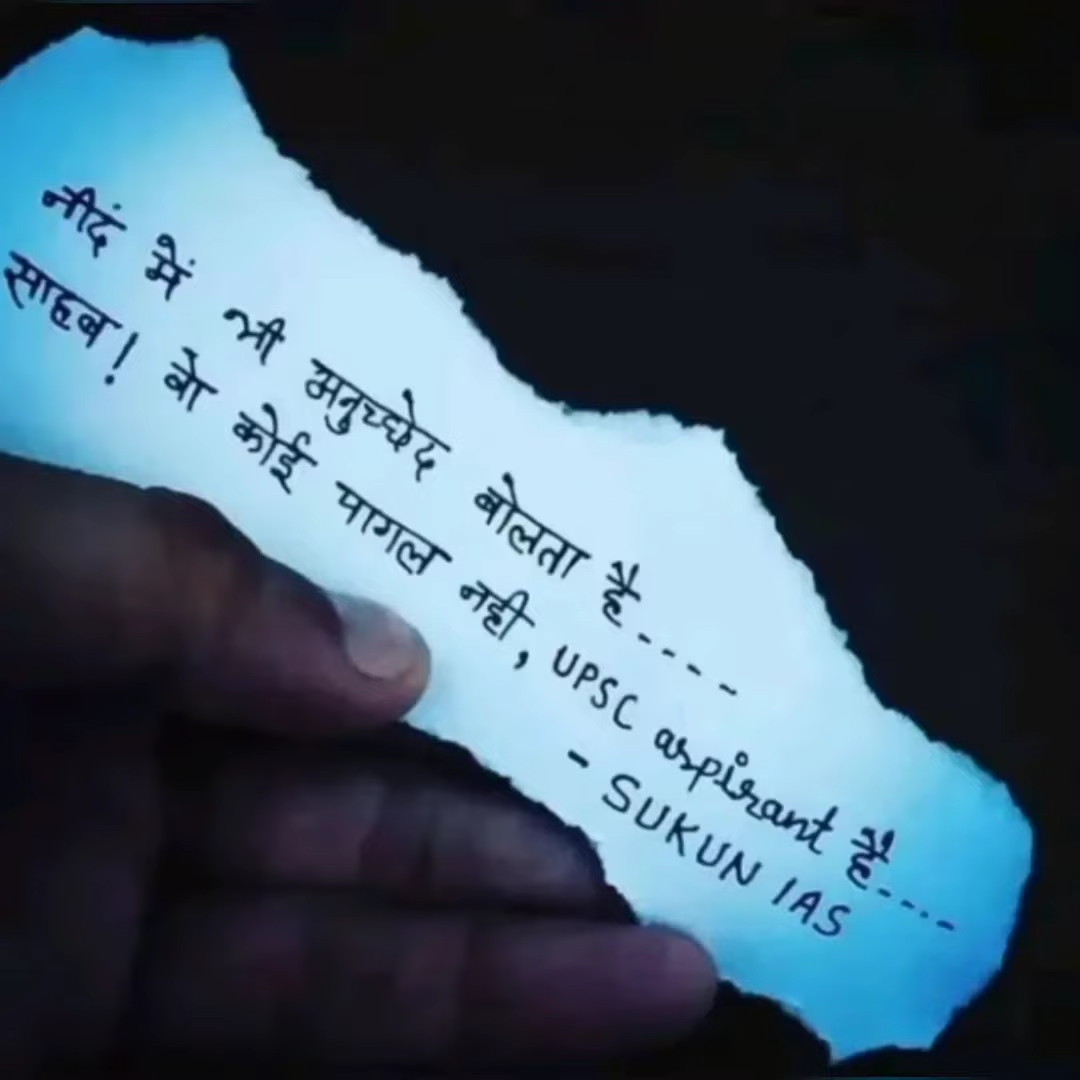 नीदं में भी अनुच्छेद बोलता है----
साहब! वो कोई पागल नही, UPSC aspirant है----
- SUKUN IAS